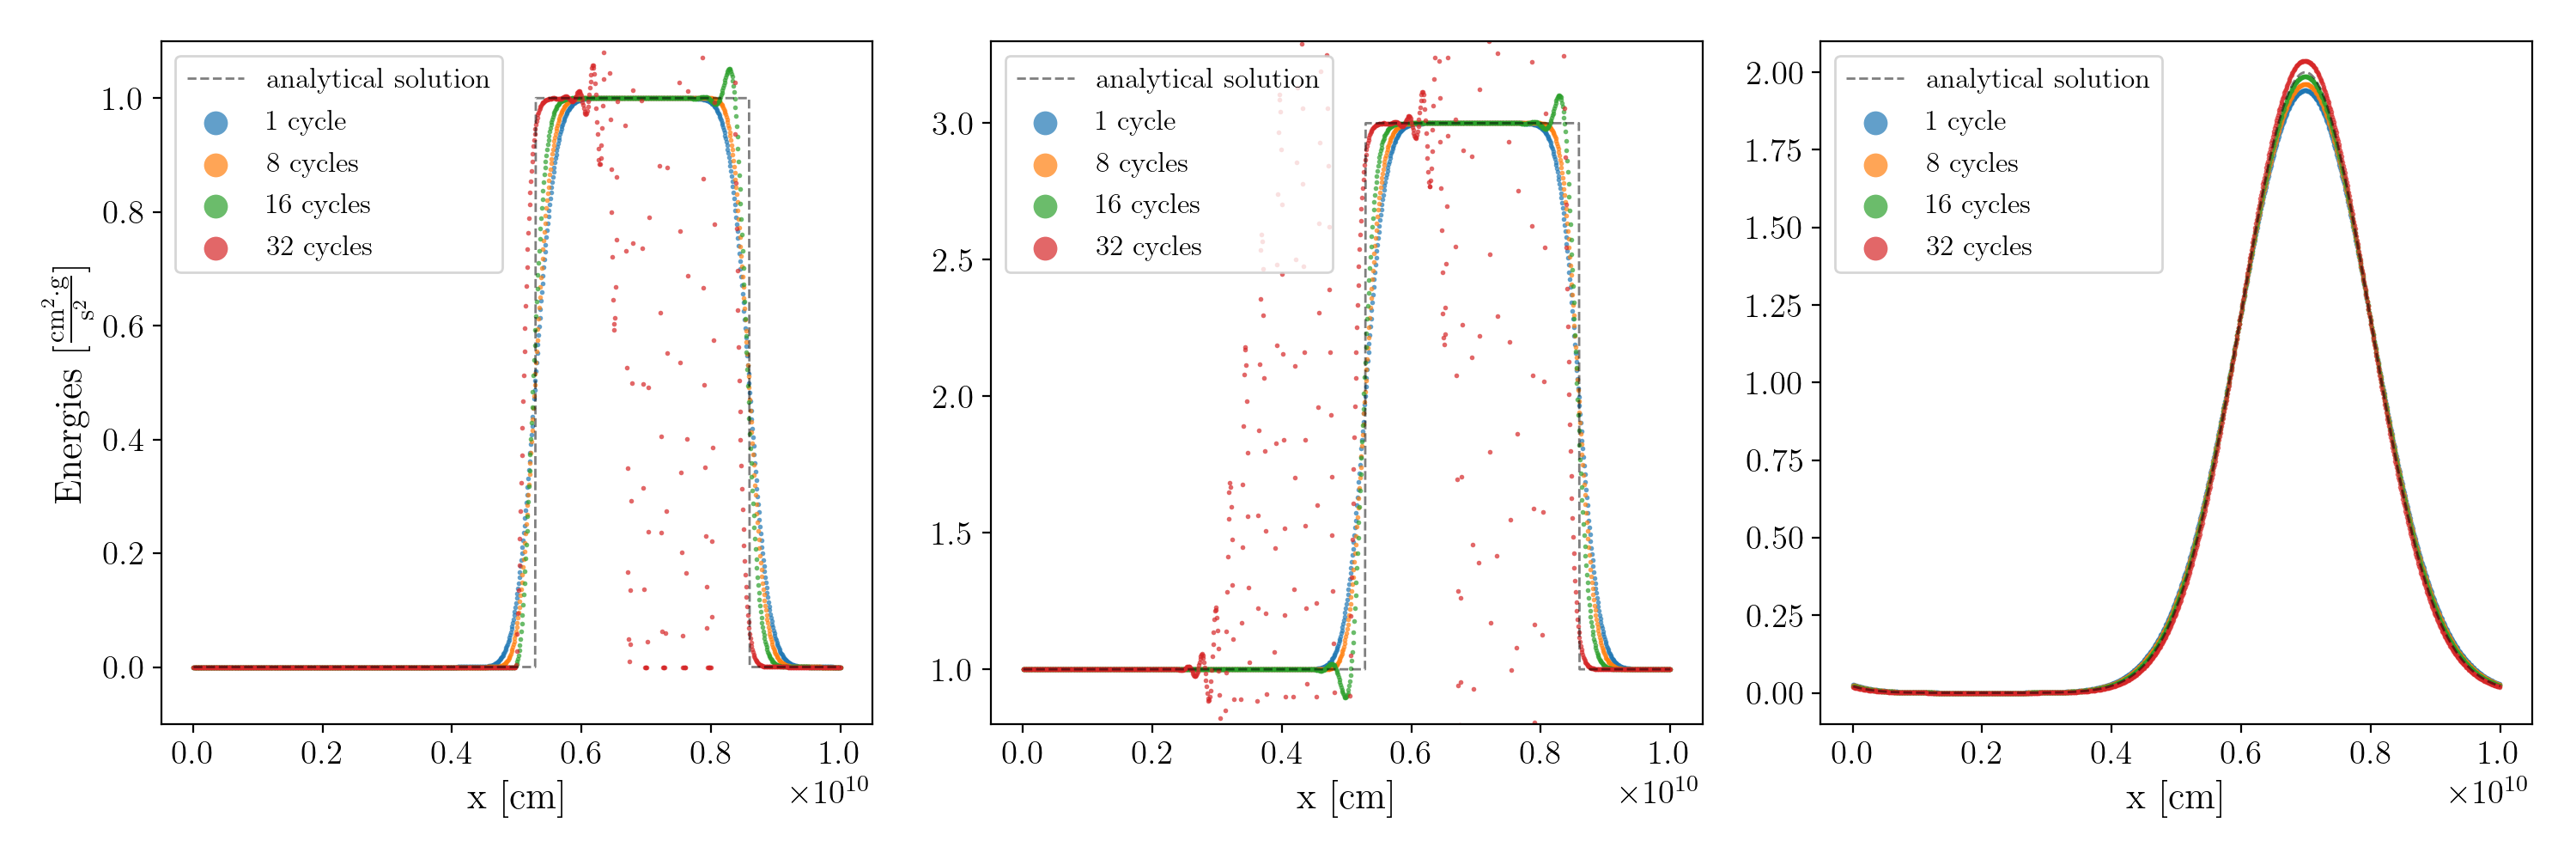 Energies [cm²·g / s²]
1.0
0.8
0.6
0.4
0.2
0.0
analytical solution
1 cycle
8 cycles
16 cycles
32 cycles
0.0 0.2 0.4 0.6 0.8 1.0
×10¹⁰
x [cm]
3.0
2.5
2.0
1.5
1.0
analytical solution
1 cycle
8 cycles
16 cycles
32 cycles
0.0 0.2 0.4 0.6 0.8 1.0
×10¹⁰
x [cm]
2.00
1.75
1.50
1.25
1.00
0.75
0.50
0.25
0.00
analytical solution
1 cycle
8 cycles
16 cycles
32 cycles
0.0 0.2 0.4 0.6 0.8 1.0
×10¹⁰
x [cm]